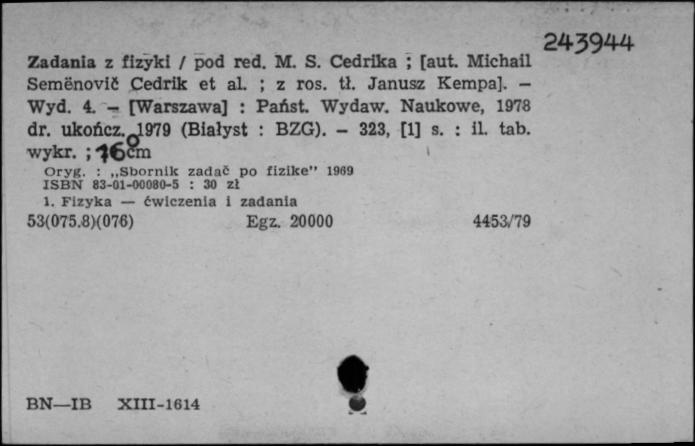 243944
Zadania z fizyki / pod red. M. S. Cedrika ; [aut. Michail
Semënovič Cedrik et al. ; z ros. tł. Janusz Kempa]. —
Wyd. 4. — [Warszawa] : Państ. Wydaw. Naukowe, 1978
dr. ukończ. 1979 (Białyst : BZG). — 323, [1] s. : il. tab.
wykr. ; 16 cm
Oryg. : „Sbornik zadač po fizike” 1969
ISBN 83-01-00080-5 : 30 zł
1. Fizyka — ćwiczenia i zadania
53(075.8)(076) Egz. 20000 4453/79
BN—IB XIII-1614